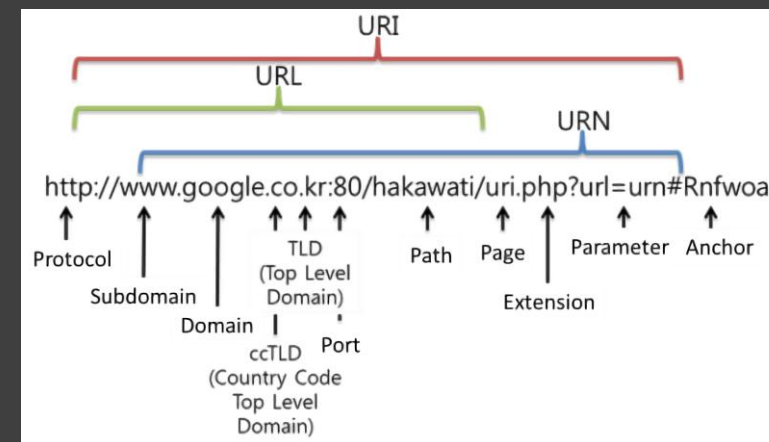 URI
URL
URN
http://www.google.co.kr:80/hakawati/uri.php?url=urn#Rnfwoa
Protocol
Subdomain
Domain
ccTLD
(Country Code
Top Level
Domain)
TLD
(Top Level
Domain)
Port
Path
Page
Extension
Parameter
Anchor